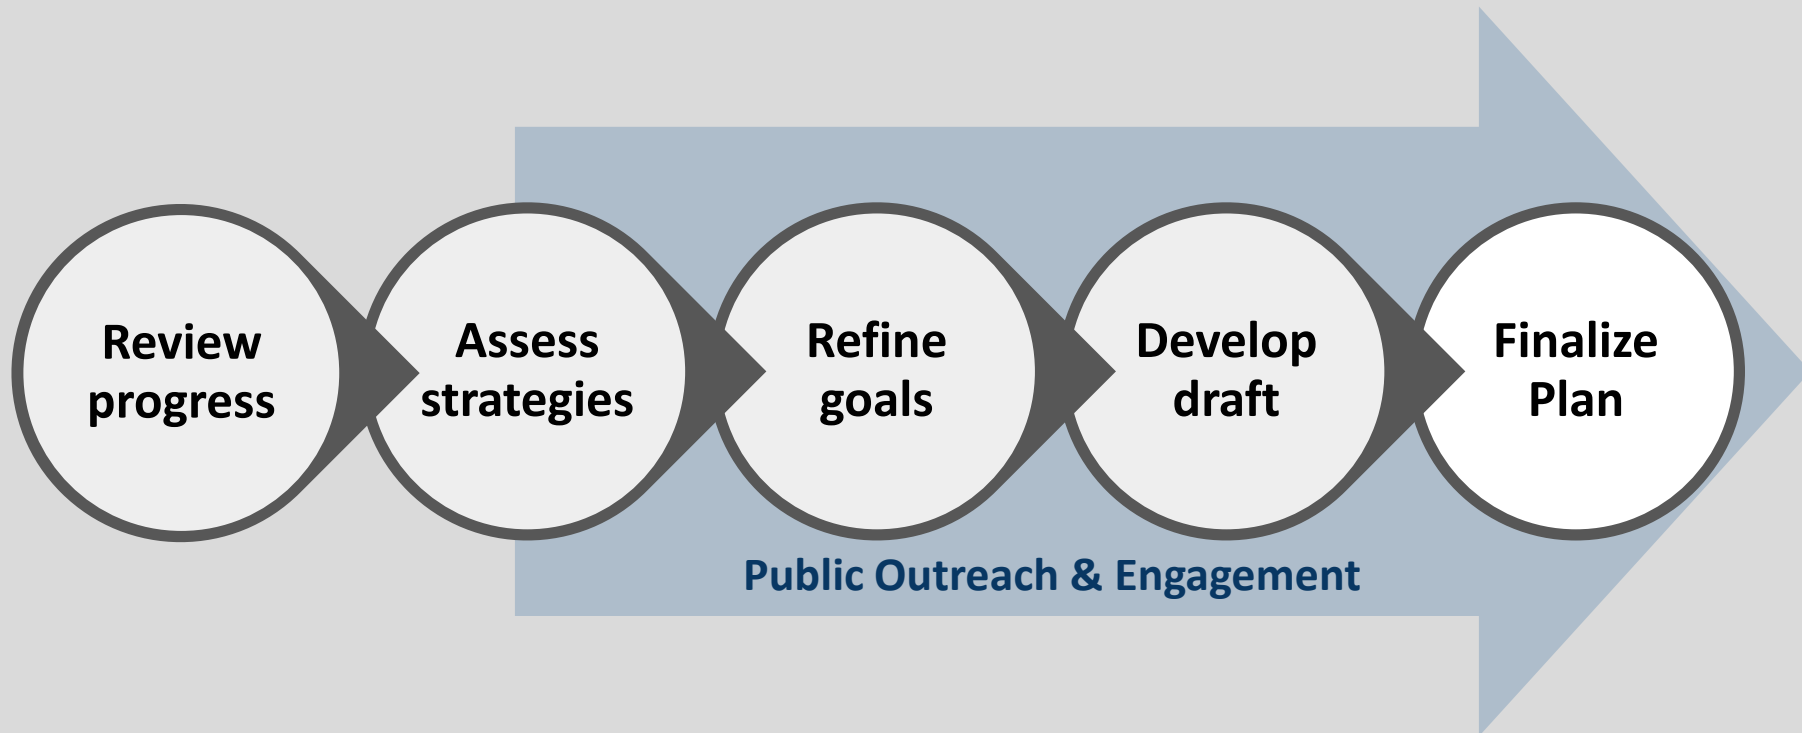 Review
progress
Assess
strategies
Refine
goals
Develop
draft
Finalize
Plan
Public Outreach & Engagement